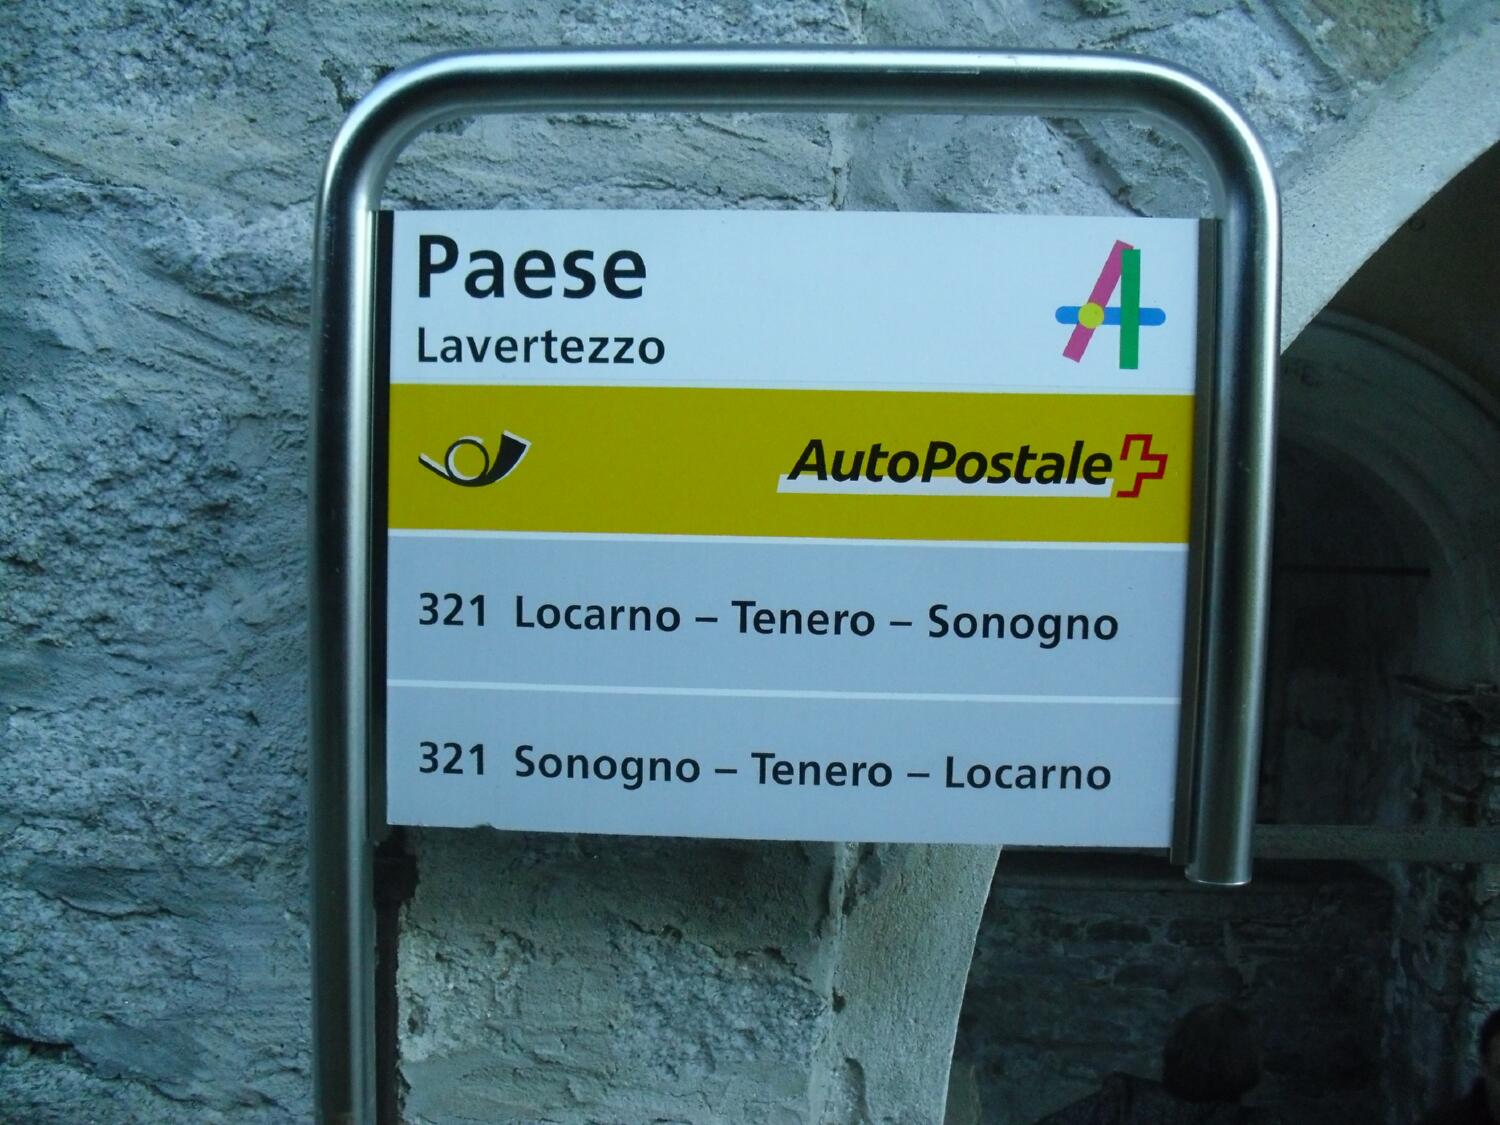 Paese
Lavertezzo
AutoPostale
321 Locarno – Tenero – Sonogno
321 Sonogno – Tenero – Locarno